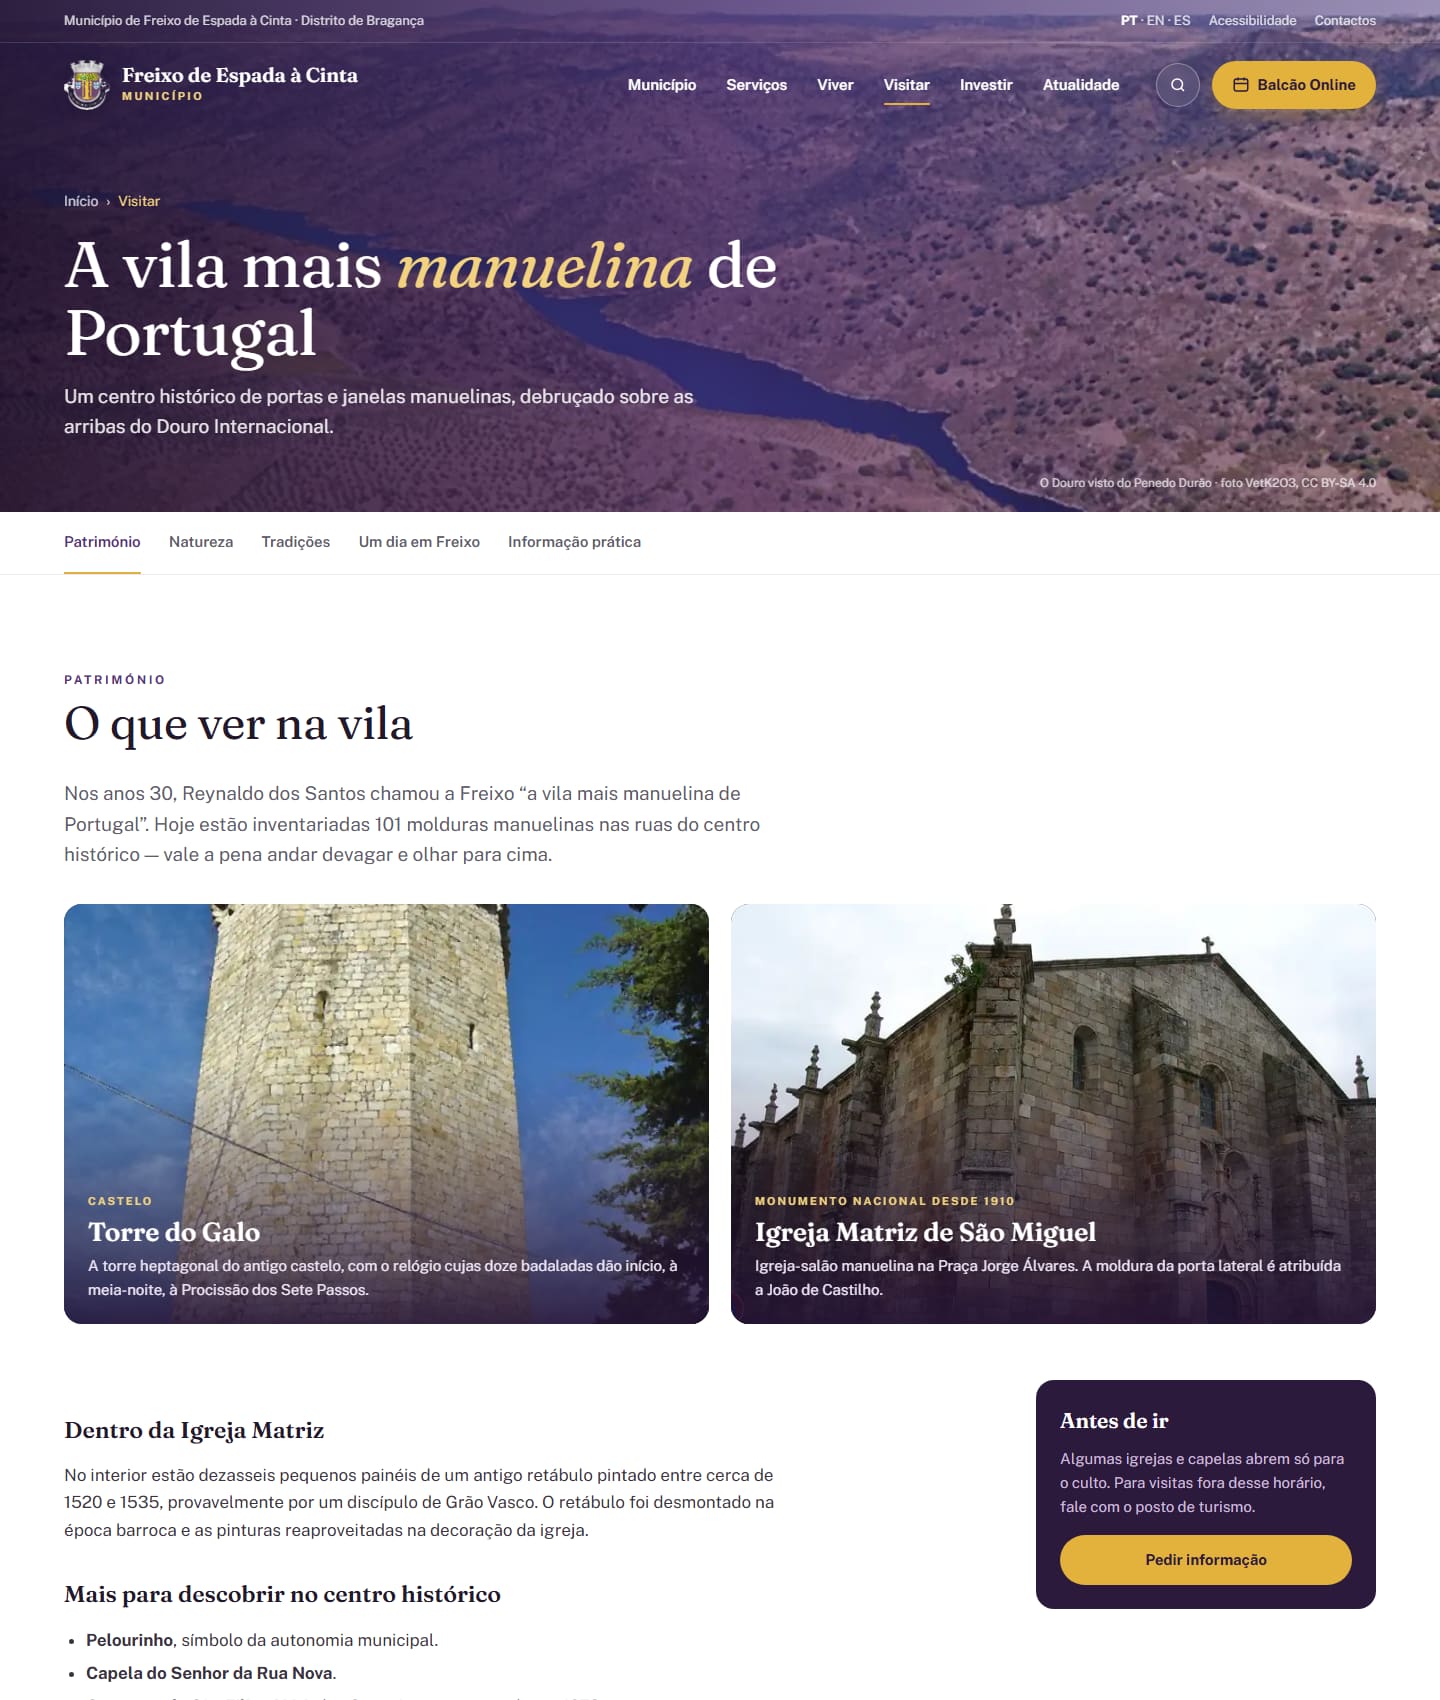 Município de Freixo de Espada à Cinta · Distrito de Bragança
PT · EN · ES Acessibilidade Contactos
Freixo de Espada à Cinta
MUNICÍPIO
Município Serviços Viver Visitar Investir Atualidade
Balcão Online
Início › Visitar
A vila mais manuelina de
Portugal
Um centro histórico de portas e janelas manuelinas, debruçado sobre as
arribas do Douro Internacional.
O Douro visto do Penedo Durão · foto VetK2O3, CC BY-SA 4.0
Património Natureza Tradições Um dia em Freixo Informação prática
PATRIMÓNIO
O que ver na vila
Nos anos 30, Reynaldo dos Santos chamou a Freixo “a vila mais manuelina de
Portugal”. Hoje estão inventariadas 101 molduras manuelinas nas ruas do centro
histórico — vale a pena andar devagar e olhar para cima.
CASTELO
Torre do Galo
A torre heptagonal do antigo castelo, com o relógio cujas doze badaladas dão início, à
meia-noite, à Procissão dos Sete Passos.
MONUMENTO NACIONAL DESDE 1910
Igreja Matriz de São Miguel
Igreja-salão manuelina na Praça Jorge Álvares. A moldura da porta lateral é atribuída
a João de Castilho.
Dentro da Igreja Matriz
No interior estão dezasseis pequenos painéis de um antigo retábulo pintado entre cerca de
1520 e 1535, provavelmente por um discípulo de Grão Vasco. O retábulo foi desmontado na
época barroca e as pinturas reaproveitadas na decoração da igreja.
Mais para descobrir no centro histórico
• Pelourinho, símbolo da autonomia municipal.
• Capela do Senhor da Rua Nova.
Antes de ir
Algumas igrejas e capelas abrem só para
o culto. Para visitas fora desse horário,
fale com o posto de turismo.
Pedir informação